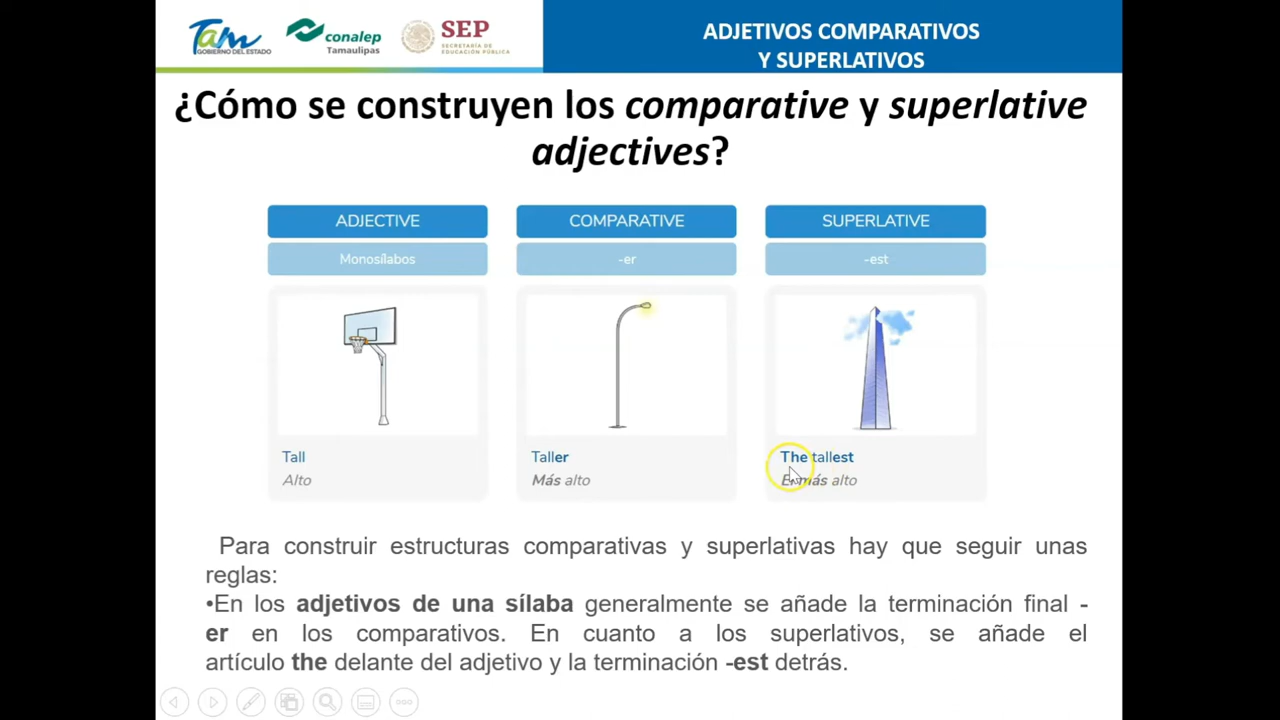 Tam
GOBIERNO DEL ESTADO
conalep
Tamaulipas
SEP
SECRETARÍA DE
EDUCACIÓN PÚBLICA
ADJETIVOS COMPARATIVOS
Y SUPERLATIVOS
¿Cómo se construyen los comparative y superlative
adjectives?
ADJECTIVE
COMPARATIVE
SUPERLATIVE
Monosílabos
-er
-est
Tall
Alto
Taller
Más alto
The tallest
El más alto
Para construir estructuras comparativas y superlativas hay que seguir unas
reglas:
•En los adjetivos de una sílaba generalmente se añade la terminación final -
er en los comparativos. En cuanto a los superlativos, se añade el
artículo the delante del adjetivo y la terminación -est detrás.